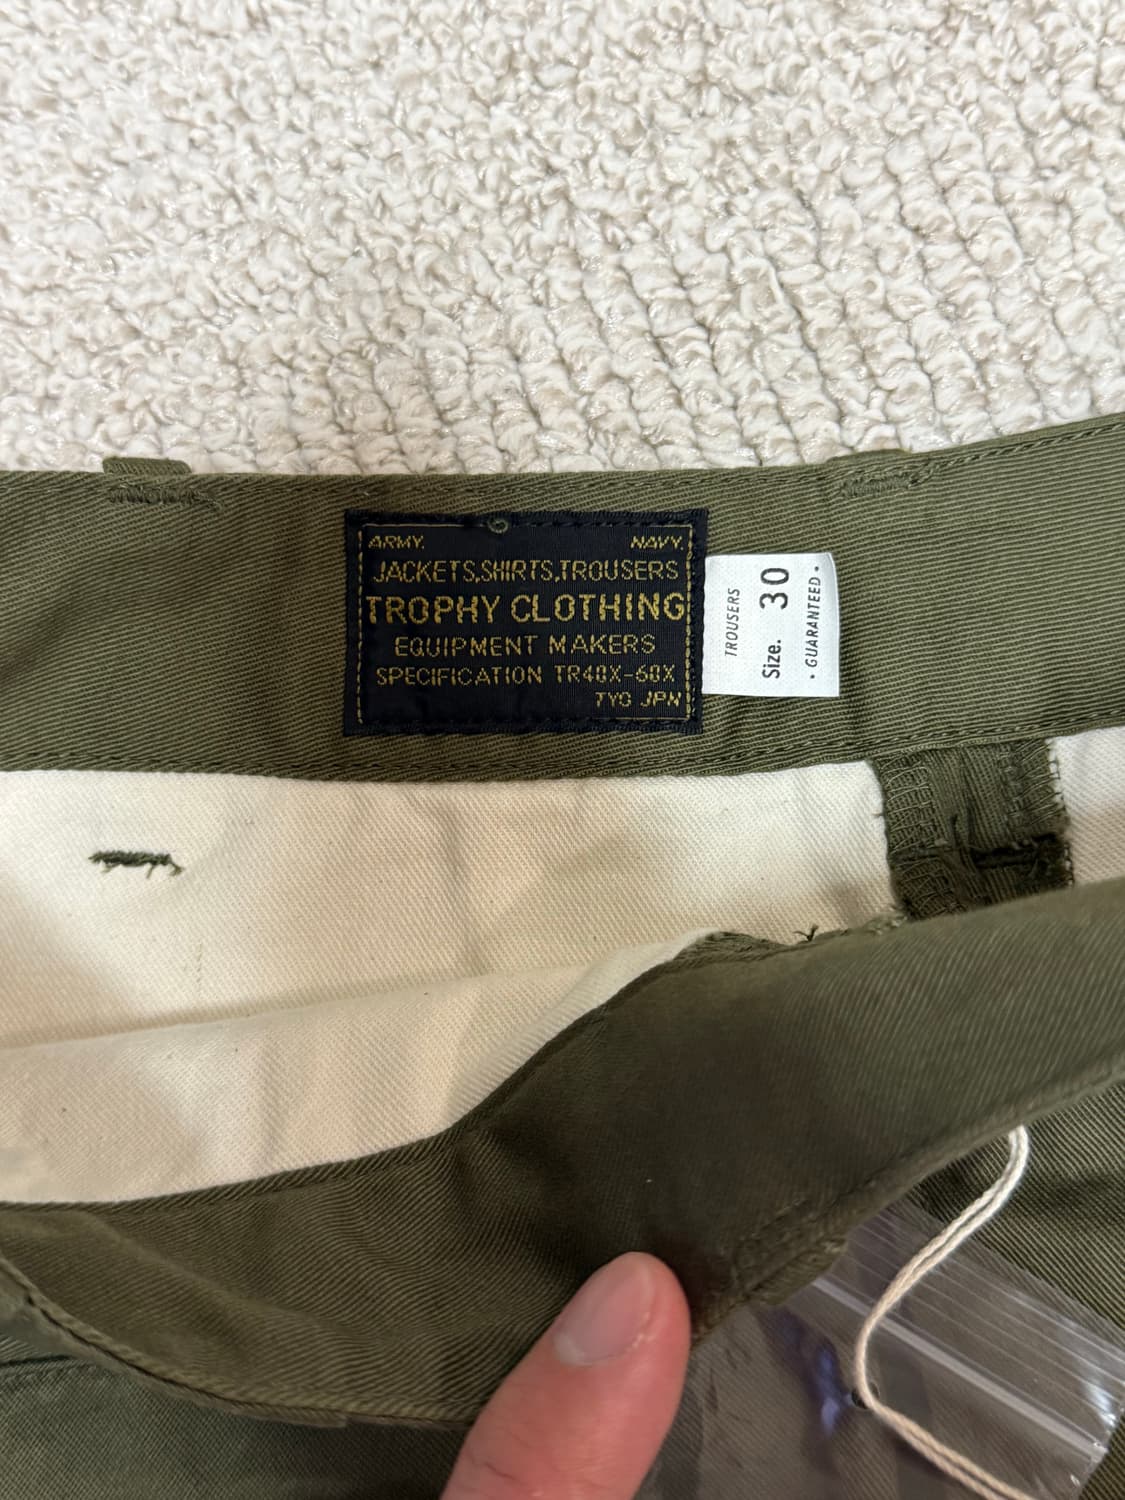 ARMY. NAVY.
JACKETS,SHIRTS,TROUSERS
TROPHY CLOTHING
EQUIPMENT MAKERS
SPECIFICATION TR40X-60X
TYO JPN
TROUSERS
Size. 30
• GUARANTEED •